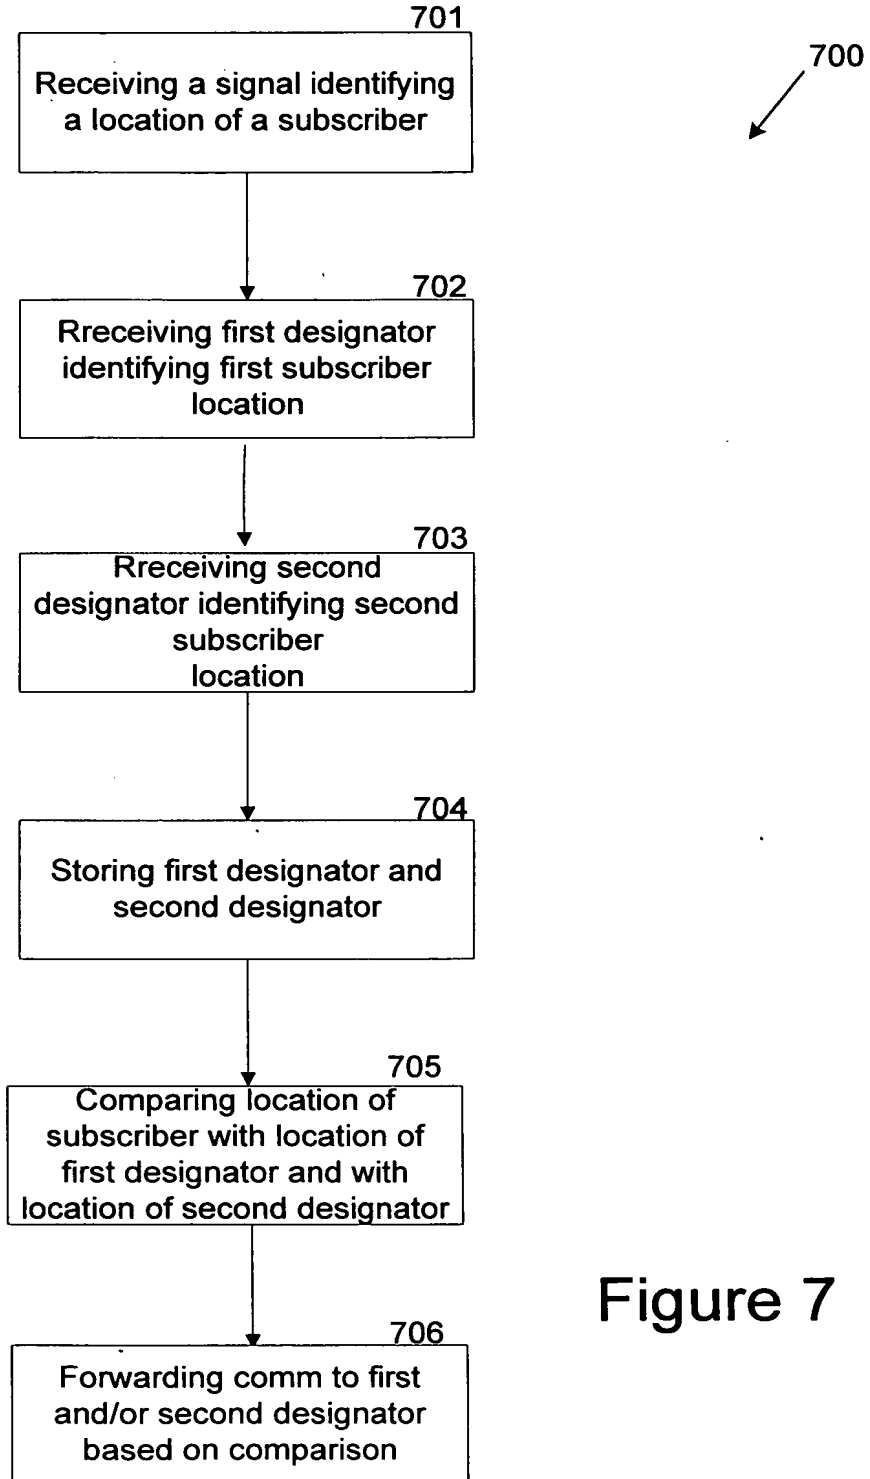 701
700
Receiving a signal identifying
a location of a subscriber
702
Rreceiving first designator
identifying first subscriber
location
703
Rreceiving second
designator identifying second
subscriber
location
704
Storing first designator and
second designator
705
Comparing location of
subscriber with location of
first designator and with
location of second designator
706
Forwarding comm to first
and/or second designator
based on comparison
Figure 7